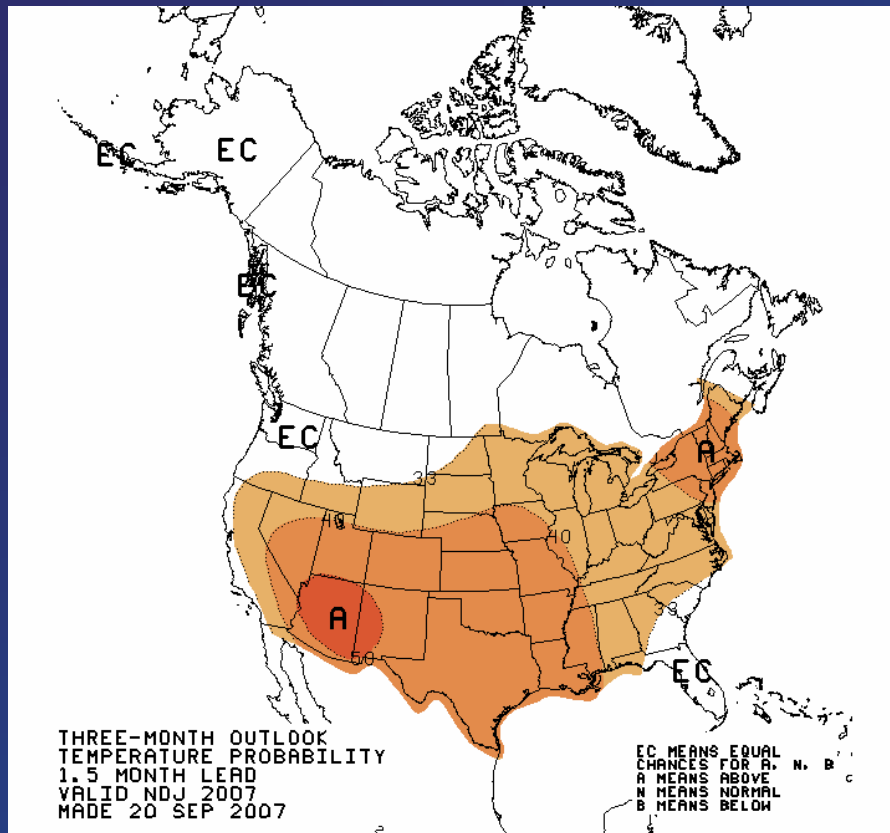 EC
EC
EC
EC
A
33
33
40
40
A
33
50
EC
THREE-MONTH OUTLOOK
TEMPERATURE PROBABILITY
1.5 MONTH LEAD
VALID NDJ 2007
MADE 20 SEP 2007
EC MEANS EQUAL
CHANCES FOR A, N, B
A MEANS ABOVE
N MEANS NORMAL
B MEANS BELOW